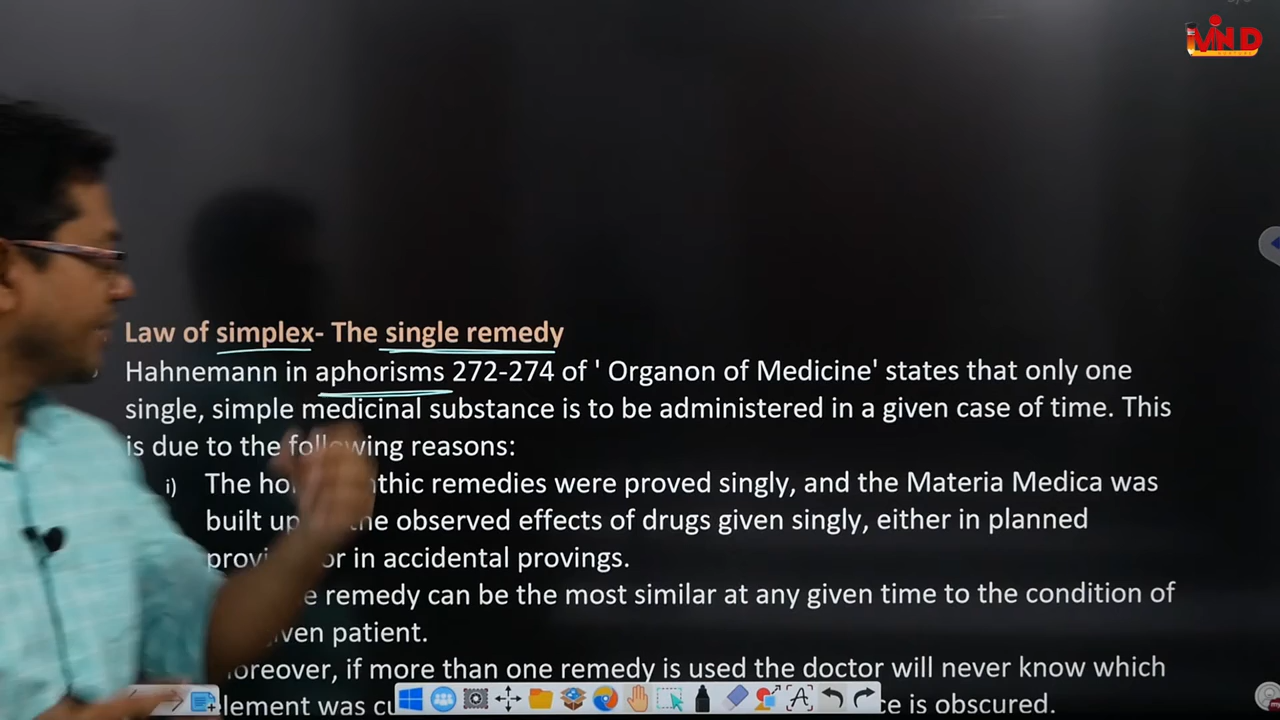 MIND
Law of simplex- The single remedy
Hahnemann in aphorisms 272-274 of ' Organon of Medicine' states that only one
single, simple medicinal substance is to be administered in a given case of time. This
is due to the following reasons:
i) The ho thic remedies were proved singly, and the Materia Medica was
built up he observed effects of drugs given singly, either in planned
provi or in accidental provings.
e remedy can be the most similar at any given time to the condition of
ven patient.
oreover, if more than one remedy is used the doctor will never know which
lement was cu ce is obscured.